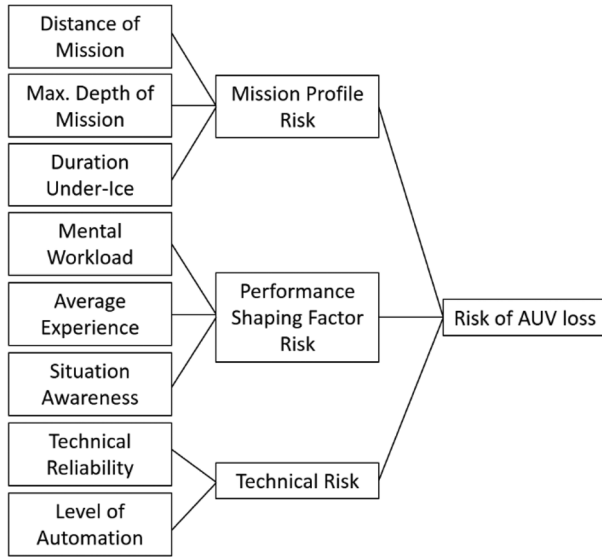 Distance of
Mission
Max. Depth of
Mission
Duration
Under-Ice
Mental
Workload
Average
Experience
Situation
Awareness
Technical
Reliability
Level of
Automation
Mission Profile
Risk
Performance
Shaping Factor
Risk
Technical Risk
Risk of AUV loss